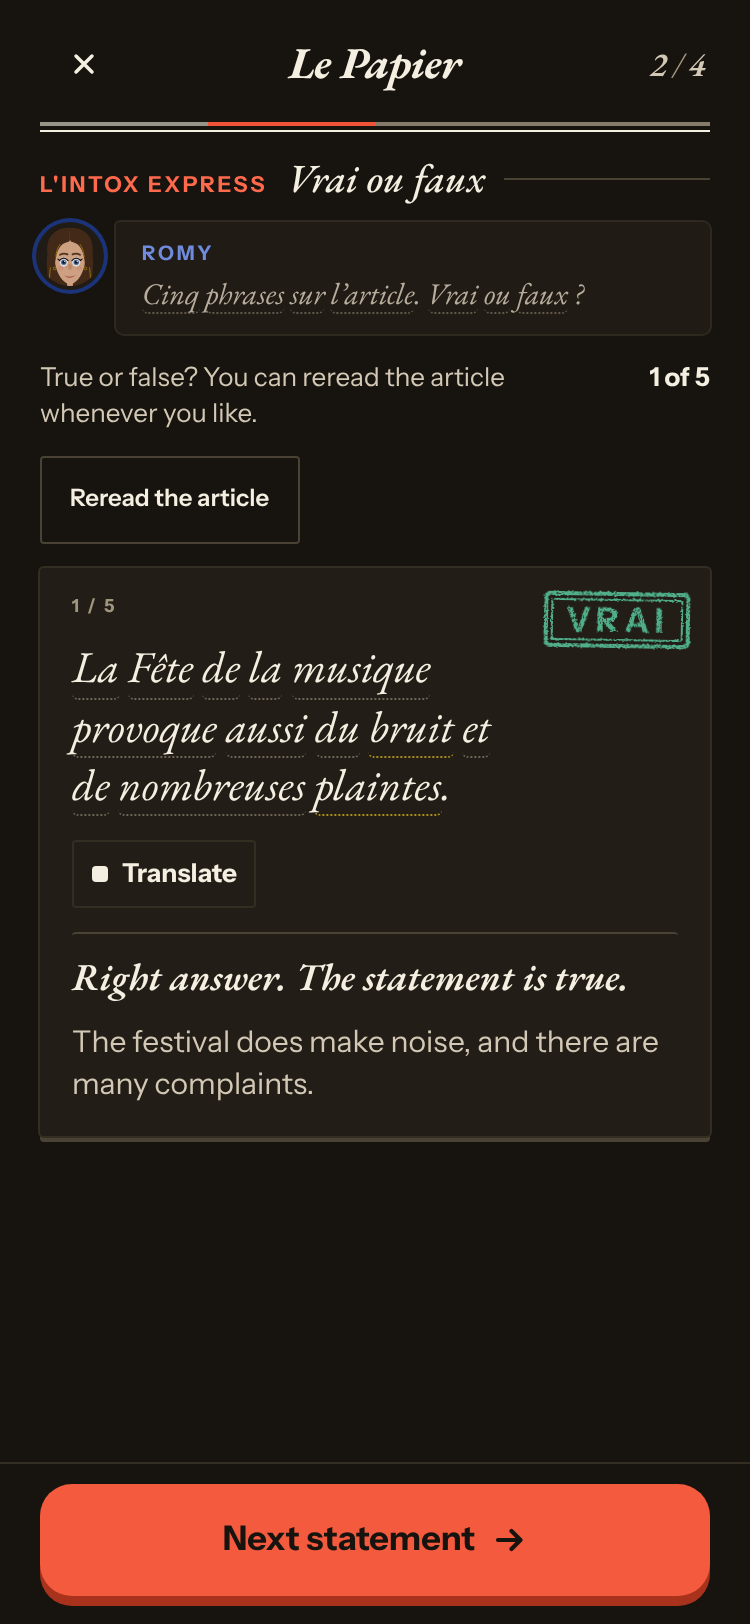 Le Papier
2/4
L'INTOX EXPRESS Vrai ou faux
ROMY
Cinq phrases sur l’article. Vrai ou faux ?
True or false? You can reread the article
whenever you like.
1 of 5
Reread the article
1 / 5
VRAI
La Fête de la musique
provoque aussi du bruit et
de nombreuses plaintes.
Translate
Right answer. The statement is true.
The festival does make noise, and there are
many complaints.
Next statement →